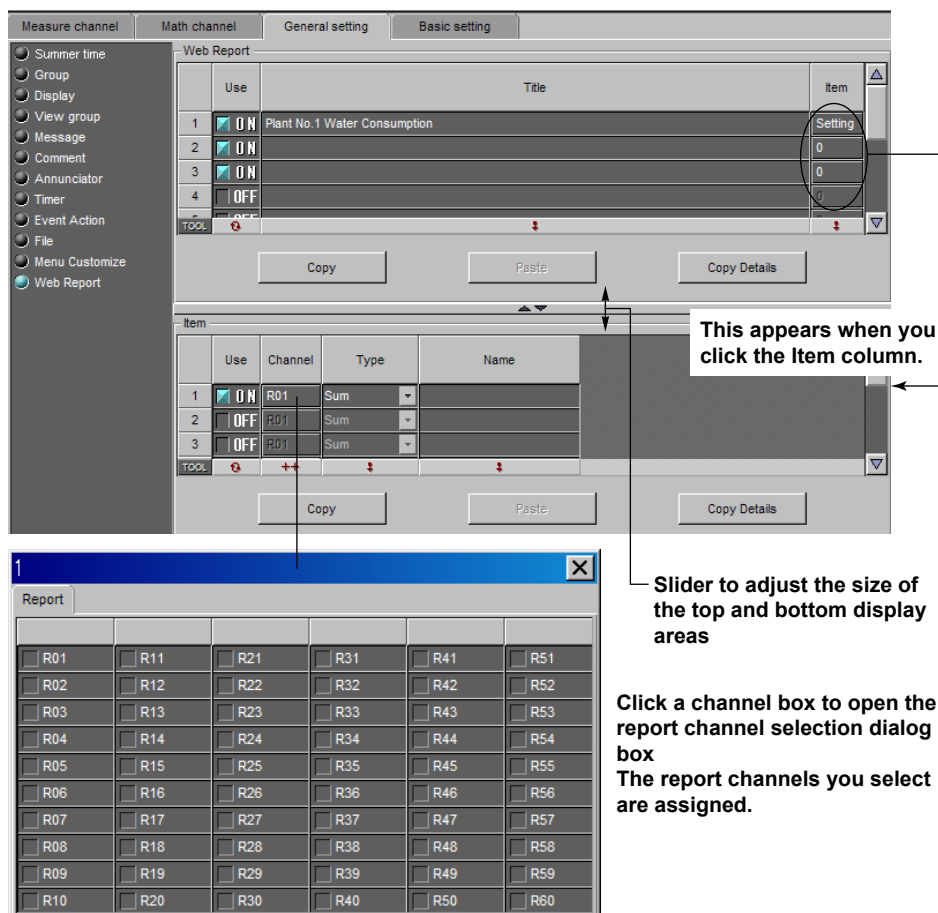 Measure channel Math channel General setting Basic setting
Summer time
Group
Display
View group
Message
Comment
Annunciator
Timer
Event Action
File
Menu Customize
Web Report
Web Report
Use Title Item
1 ON Plant No.1 Water Consumption Setting
2 ON 0
3 ON 0
4 OFF 0
TOOL
Copy Paste Copy Details
This appears when you
click the Item column.
Item
Use Channel Type Name
1 ON R01 Sum
2 OFF R01 Sum
3 OFF R01 Sum
TOOL
Copy Paste Copy Details
Slider to adjust the size of
the top and bottom display
areas
Click a channel box to open the
report channel selection dialog
box
The report channels you select
are assigned.
1
Report
R01 R11 R21 R31 R41 R51
R02 R12 R22 R32 R42 R52
R03 R13 R23 R33 R43 R53
R04 R14 R24 R34 R44 R54
R05 R15 R25 R35 R45 R55
R06 R16 R26 R36 R46 R56
R07 R17 R27 R37 R47 R57
R08 R18 R28 R38 R48 R58
R09 R19 R29 R39 R49 R59
R10 R20 R30 R40 R50 R60